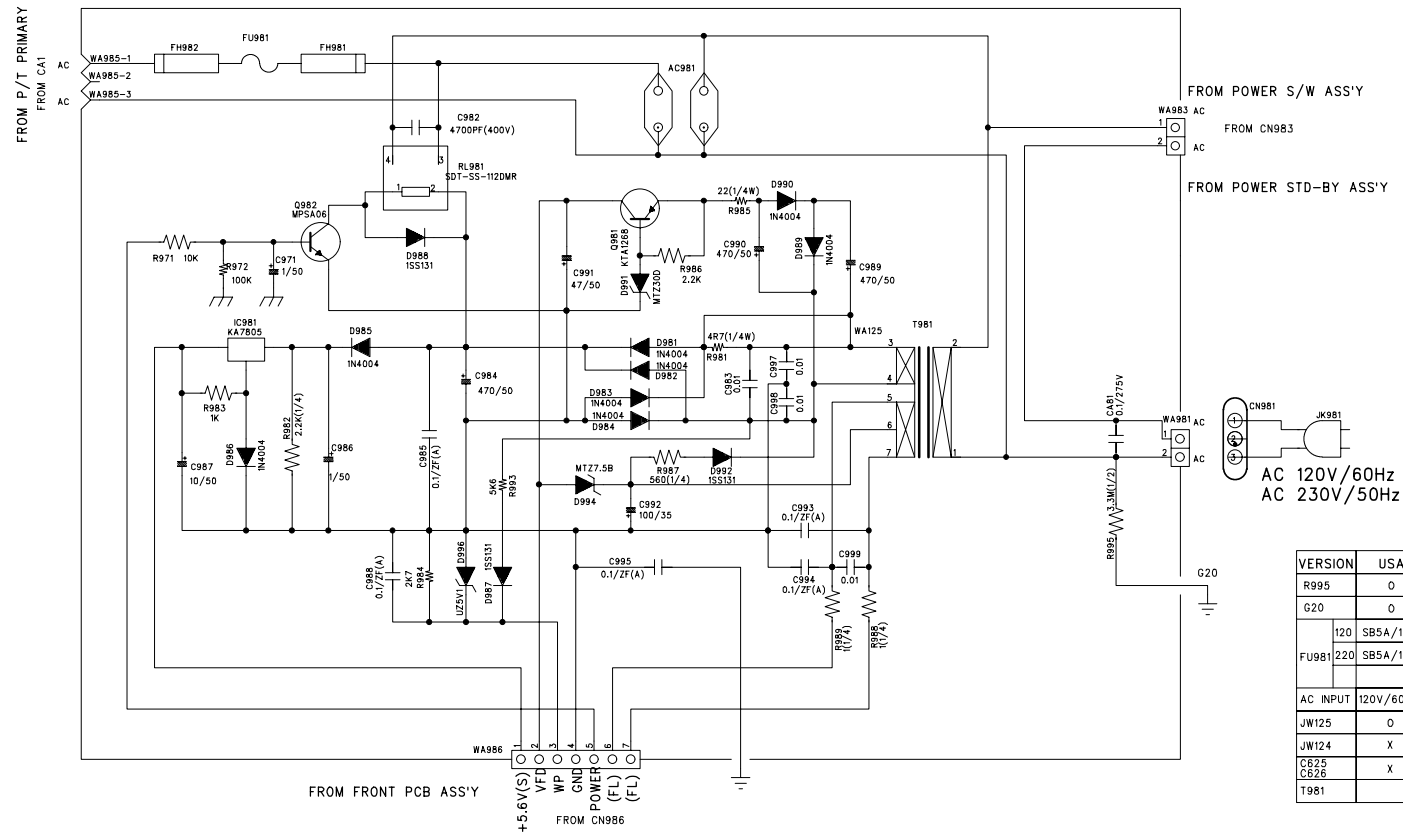 FROM P/T PRIMARY
FROM CA1
AC
WA985-1
WA985-2
AC
WA985-3
FH982
FU981
FH981
AC981
C982
4700PF(400V)
4
3
RL981
SDT-SS-112DMR
1
2
Q982
MPSA06
D988
1SS131
R971
10K
R972
100K
C971
1/50
Q981
KTA1268
22(1/4W)
R985
D990
1N4004
C990
470/50
D989
1N4004
C989
470/50
R986
2.2K
D991
MTZ30D
C991
47/50
IC981
KA7805
D985
1N4004
D981
1N4004
1N4004
D982
4R7(1/4W)
R981
WA125
T981
3
2
4
5
6
7
1
C983
0.01
C997
0.01
C998
0.01
D983
1N4004
1N4004
D984
C984
470/50
R983
1K
R982
2.2K(1/4)
D986
1N4004
C986
1/50
C987
10/50
C985
0.1/ZF(A)
5K6
R993
MTZ7.5B
D994
R987
560(1/4)
D992
1SS131
C992
100/35
C993
0.1/ZF(A)
C994
0.1/ZF(A)
C999
0.01
C988
0.1/ZF(A)
2K7
R984
D996
UZ5V1
1SS131
D987
C995
0.1/ZF(A)
R989
1(1/4)
R988
1(1/4)
WA986
1
2
3
4
5
6
7
+5.6V(S)
VFD
WP
GND
POWER
(FL)
(FL)
FROM FRONT PCB ASS'Y
FROM CN986
FROM POWER S/W ASS'Y
WA983
AC
1
2
AC
FROM CN983
FROM POWER STD-BY ASS'Y
CA81
0.1/275V
WA981
AC
1
2
AC
R995
3.3M(1/2)
G20
CN981
1
2
3
JK981
AC 120V/60Hz
AC 230V/50Hz
VERSION USA
R995 O
G20 O
FU981
120 SB5A/1
220 SB5A/1
AC INPUT 120V/60
JW125 O
JW124 X
C625
C626 X
T981